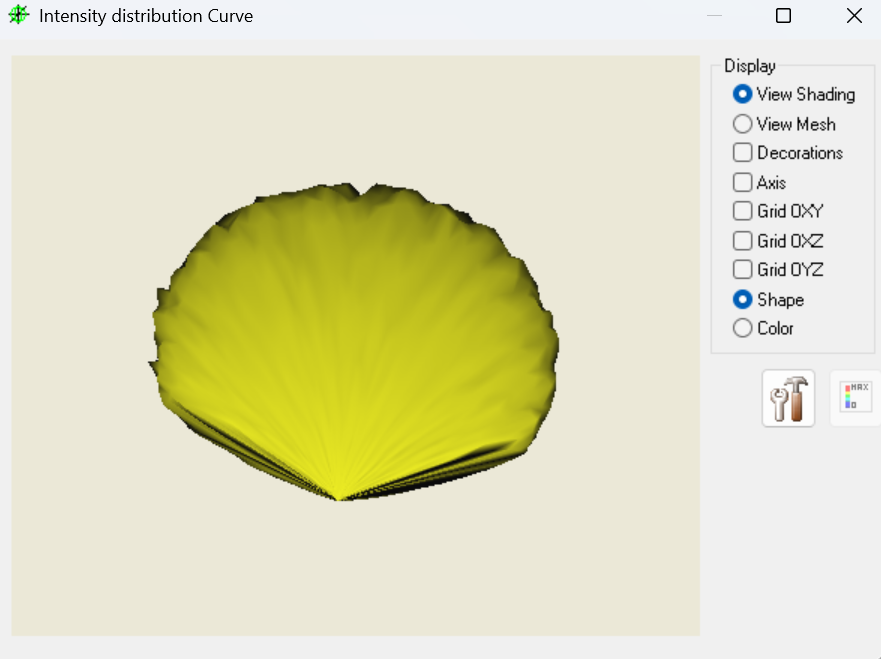 Intensity distribution Curve
Display
View Shading
View Mesh
Decorations
Axis
Grid OXY
Grid OXZ
Grid OYZ
Shape
Color
MAX
0